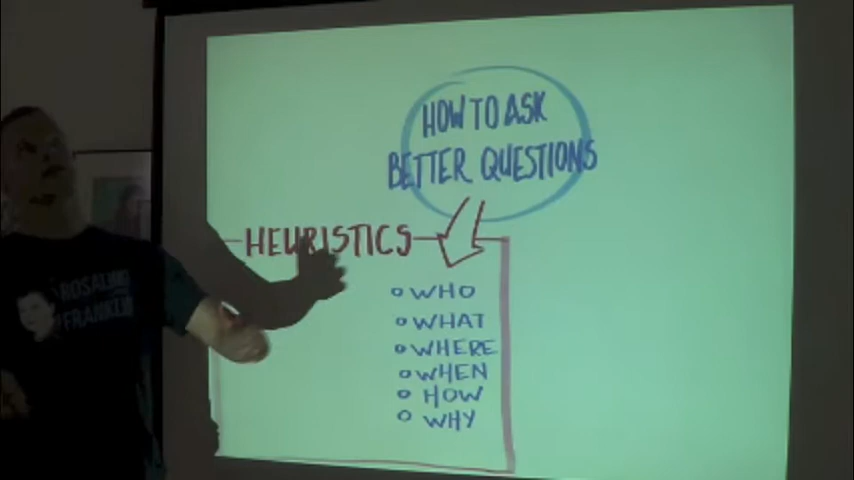 HOW TO ASK
BETTER QUESTIONS
HEURISTICS
WHO
WHAT
WHERE
WHEN
HOW
WHY
ROSALIND
FRANKLIN